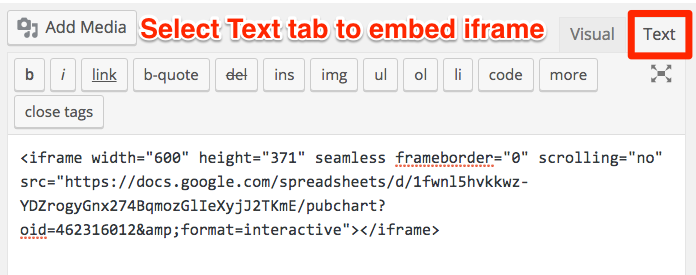 Add Media Select Text tab to embed iframe Visual Text
b i link b-quote del ins img ul ol li code more
close tags
<iframe width="600" height="371" seamless frameborder="0" scrolling="no"
src="https://docs.google.com/spreadsheets/d/1fwnl5hvkkwz-
YDZrogyGnx274BqmozGlIeXyjJ2TKmE/pubchart?
oid=462316012&amp;format=interactive"></iframe>